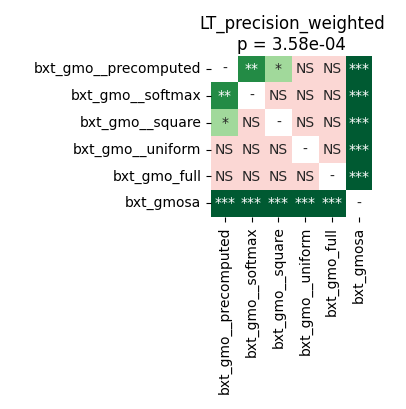 LT_precision_weighted
p = 3.58e-04
bxt_gmo__precomputed - ** * NS NS ***
bxt_gmo__softmax ** - NS NS NS ***
bxt_gmo__square * NS - NS NS ***
bxt_gmo__uniform NS NS NS - NS ***
bxt_gmo_full NS NS NS NS - ***
bxt_gmosa *** *** *** *** *** -
bxt_gmo__precomputed
bxt_gmo__softmax
bxt_gmo__square
bxt_gmo__uniform
bxt_gmo_full
bxt_gmosa